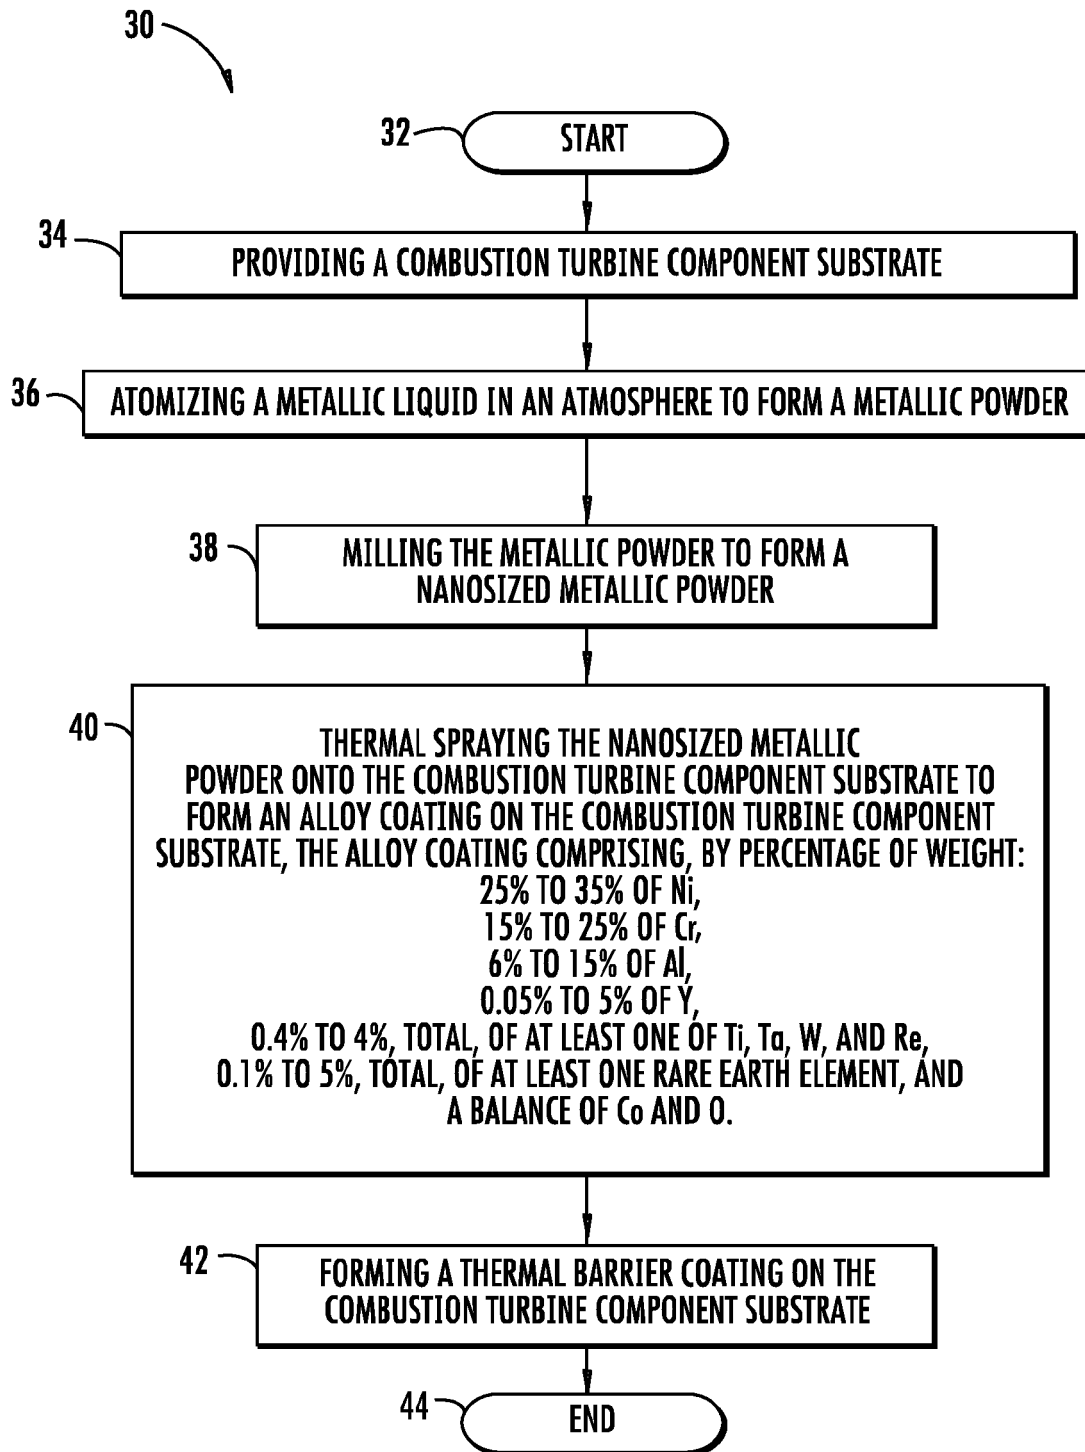 30
32
START
34
PROVIDING A COMBUSTION TURBINE COMPONENT SUBSTRATE
36
ATOMIZING A METALLIC LIQUID IN AN ATMOSPHERE TO FORM A METALLIC POWDER
38
MILLING THE METALLIC POWDER TO FORM A
NANOSIZED METALLIC POWDER
40
THERMAL SPRAYING THE NANOSIZED METALLIC
POWDER ONTO THE COMBUSTION TURBINE COMPONENT SUBSTRATE TO
FORM AN ALLOY COATING ON THE COMBUSTION TURBINE COMPONENT
SUBSTRATE, THE ALLOY COATING COMPRISING, BY PERCENTAGE OF WEIGHT:
25% TO 35% OF Ni,
15% TO 25% OF Cr,
6% TO 15% OF Al,
0.05% TO 5% OF Y,
0.4% TO 4%, TOTAL, OF AT LEAST ONE OF Ti, Ta, W, AND Re,
0.1% TO 5%, TOTAL, OF AT LEAST ONE RARE EARTH ELEMENT, AND
A BALANCE OF Co AND O.
42
FORMING A THERMAL BARRIER COATING ON THE
COMBUSTION TURBINE COMPONENT SUBSTRATE
44
END